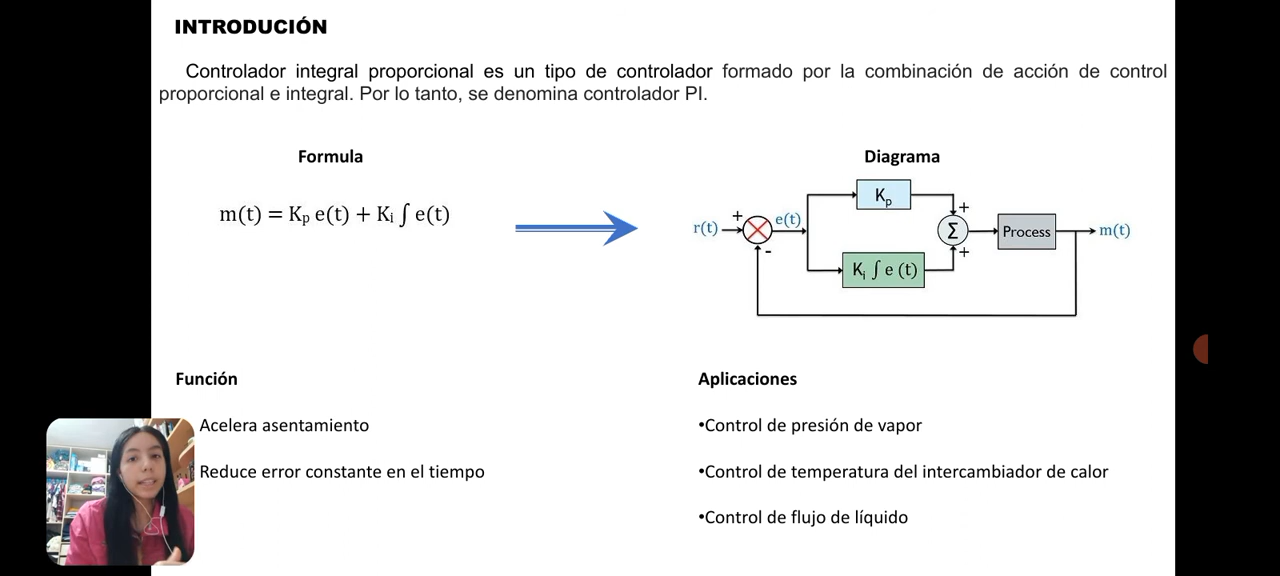 INTRODUCIÓN
Controlador integral proporcional es un tipo de controlador formado por la combinación de acción de control
proporcional e integral. Por lo tanto, se denomina controlador PI.
Formula
Diagrama
m(t) = Kₚ e(t) + Kᵢ ∫ e(t)
Kₚ
+
+
r(t)
e(t)
Σ
Process
m(t)
-
+
Kᵢ ∫ e (t)
Función
Aplicaciones
Acelera asentamiento
•Control de presión de vapor
Reduce error constante en el tiempo
•Control de temperatura del intercambiador de calor
•Control de flujo de líquido